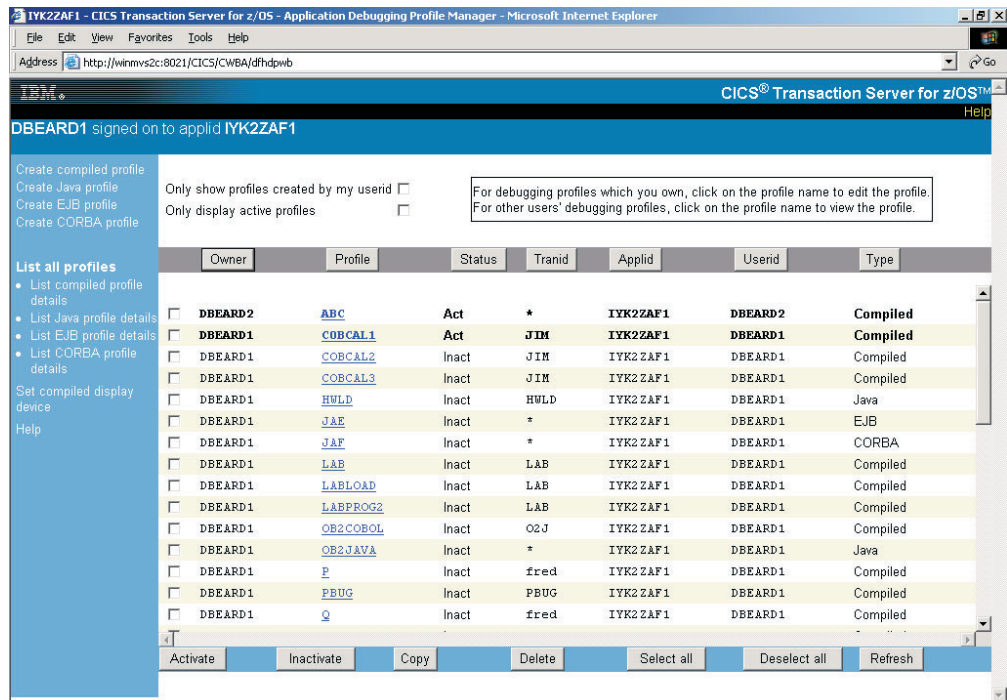 IYK2ZAF1 - CICS Transaction Server for z/OS - Application Debugging Profile Manager - Microsoft Internet Explorer
File Edit View Favorites Tools Help
Address http://winmvs2c:8021/CICS/CWBA/dfhdpwb Go
IBM® CICS® Transaction Server for z/OS™
Help
DBEARD1 signed on to applid IYK2ZAF1
Create compiled profile
Create Java profile
Create EJB profile
Create CORBA profile
List all profiles
• List compiled profile
details
• List Java profile details
• List EJB profile details
• List CORBA profile
details
Set compiled display
device
Help
Only show profiles created by my userid
Only display active profiles
For debugging profiles which you own, click on the profile name to edit the profile.
For other users' debugging profiles, click on the profile name to view the profile.
Owner Profile Status Tranid Applid Userid Type
DBEARD2 ABC Act * IYK2ZAF1 DBEARD2 Compiled
DBEARD1 COBCAL1 Act JIM IYK2ZAF1 DBEARD1 Compiled
DBEARD1 COBCAL2 Inact JIM IYK2ZAF1 DBEARD1 Compiled
DBEARD1 COBCAL3 Inact JIM IYK2ZAF1 DBEARD1 Compiled
DBEARD1 HWLD Inact HWLD IYK2ZAF1 DBEARD1 Java
DBEARD1 JAE Inact * IYK2ZAF1 DBEARD1 EJB
DBEARD1 JAF Inact * IYK2ZAF1 DBEARD1 CORBA
DBEARD1 LAB Inact LAB IYK2ZAF1 DBEARD1 Compiled
DBEARD1 LABLOAD Inact LAB IYK2ZAF1 DBEARD1 Compiled
DBEARD1 LABPROG2 Inact LAB IYK2ZAF1 DBEARD1 Compiled
DBEARD1 OB2COBOL Inact O2J IYK2ZAF1 DBEARD1 Compiled
DBEARD1 OB2JAVA Inact * IYK2ZAF1 DBEARD1 Java
DBEARD1 P Inact fred IYK2ZAF1 DBEARD1 Compiled
DBEARD1 PBUG Inact PBUG IYK2ZAF1 DBEARD1 Compiled
DBEARD1 Q Inact fred IYK2ZAF1 DBEARD1 Compiled
Activate Inactivate Copy Delete Select all Deselect all Refresh